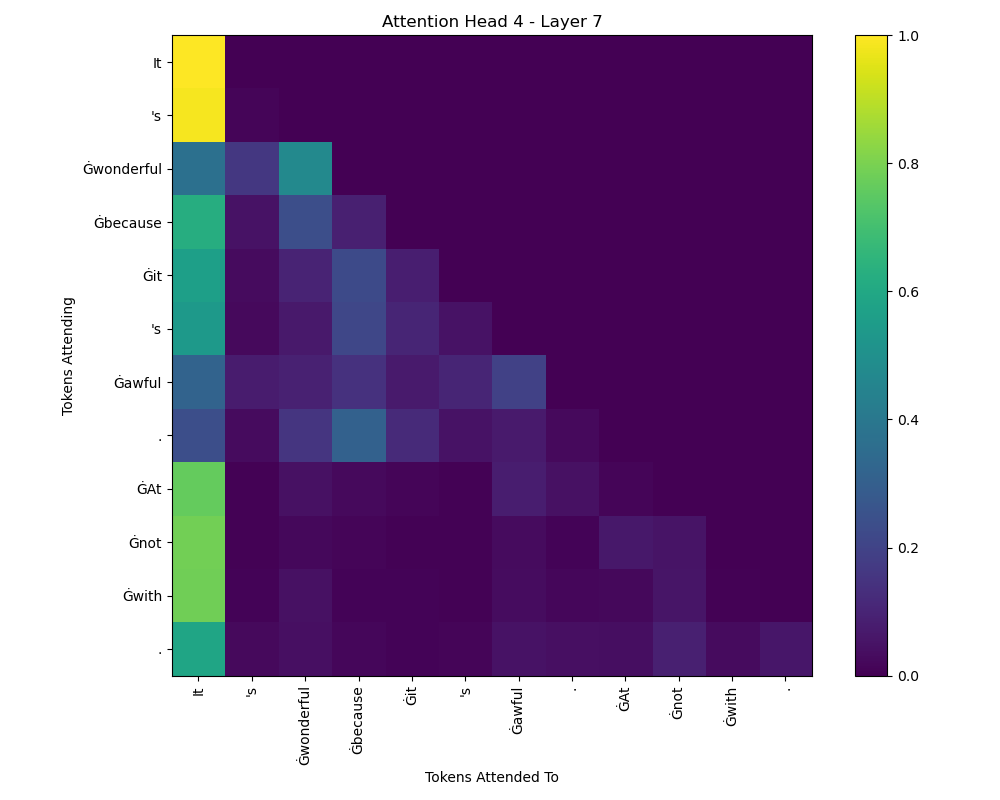 Attention Head 4 - Layer 7
Tokens Attending
It
's
Ġwonderful
Ġbecause
Ġit
's
Ġawful
.
ĠAt
Ġnot
Ġwith
.
It
's
Ġwonderful
Ġbecause
Ġit
's
Ġawful
.
ĠAt
Ġnot
Ġwith
.
Tokens Attended To
1.0
0.8
0.6
0.4
0.2
0.0